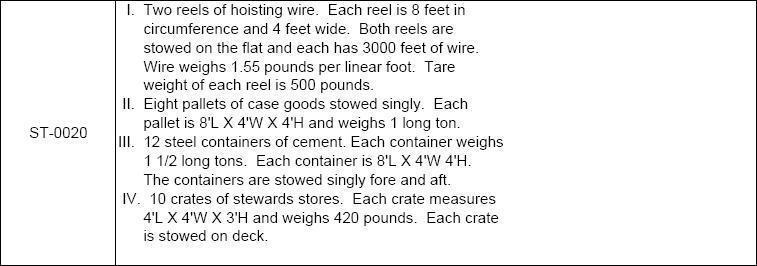 ST-0020
I. Two reels of hoisting wire. Each reel is 8 feet in
circumference and 4 feet wide. Both reels are
stowed on the flat and each has 3000 feet of wire.
Wire weighs 1.55 pounds per linear foot. Tare
weight of each reel is 500 pounds.
II. Eight pallets of case goods stowed singly. Each
pallet is 8'L X 4'W X 4'H and weighs 1 long ton.
III. 12 steel containers of cement. Each container weighs
1 1/2 long tons. Each container is 8'L X 4'W 4'H.
The containers are stowed singly fore and aft.
IV. 10 crates of stewards stores. Each crate measures
4'L X 4'W X 3'H and weighs 420 pounds. Each crate
is stowed on deck.